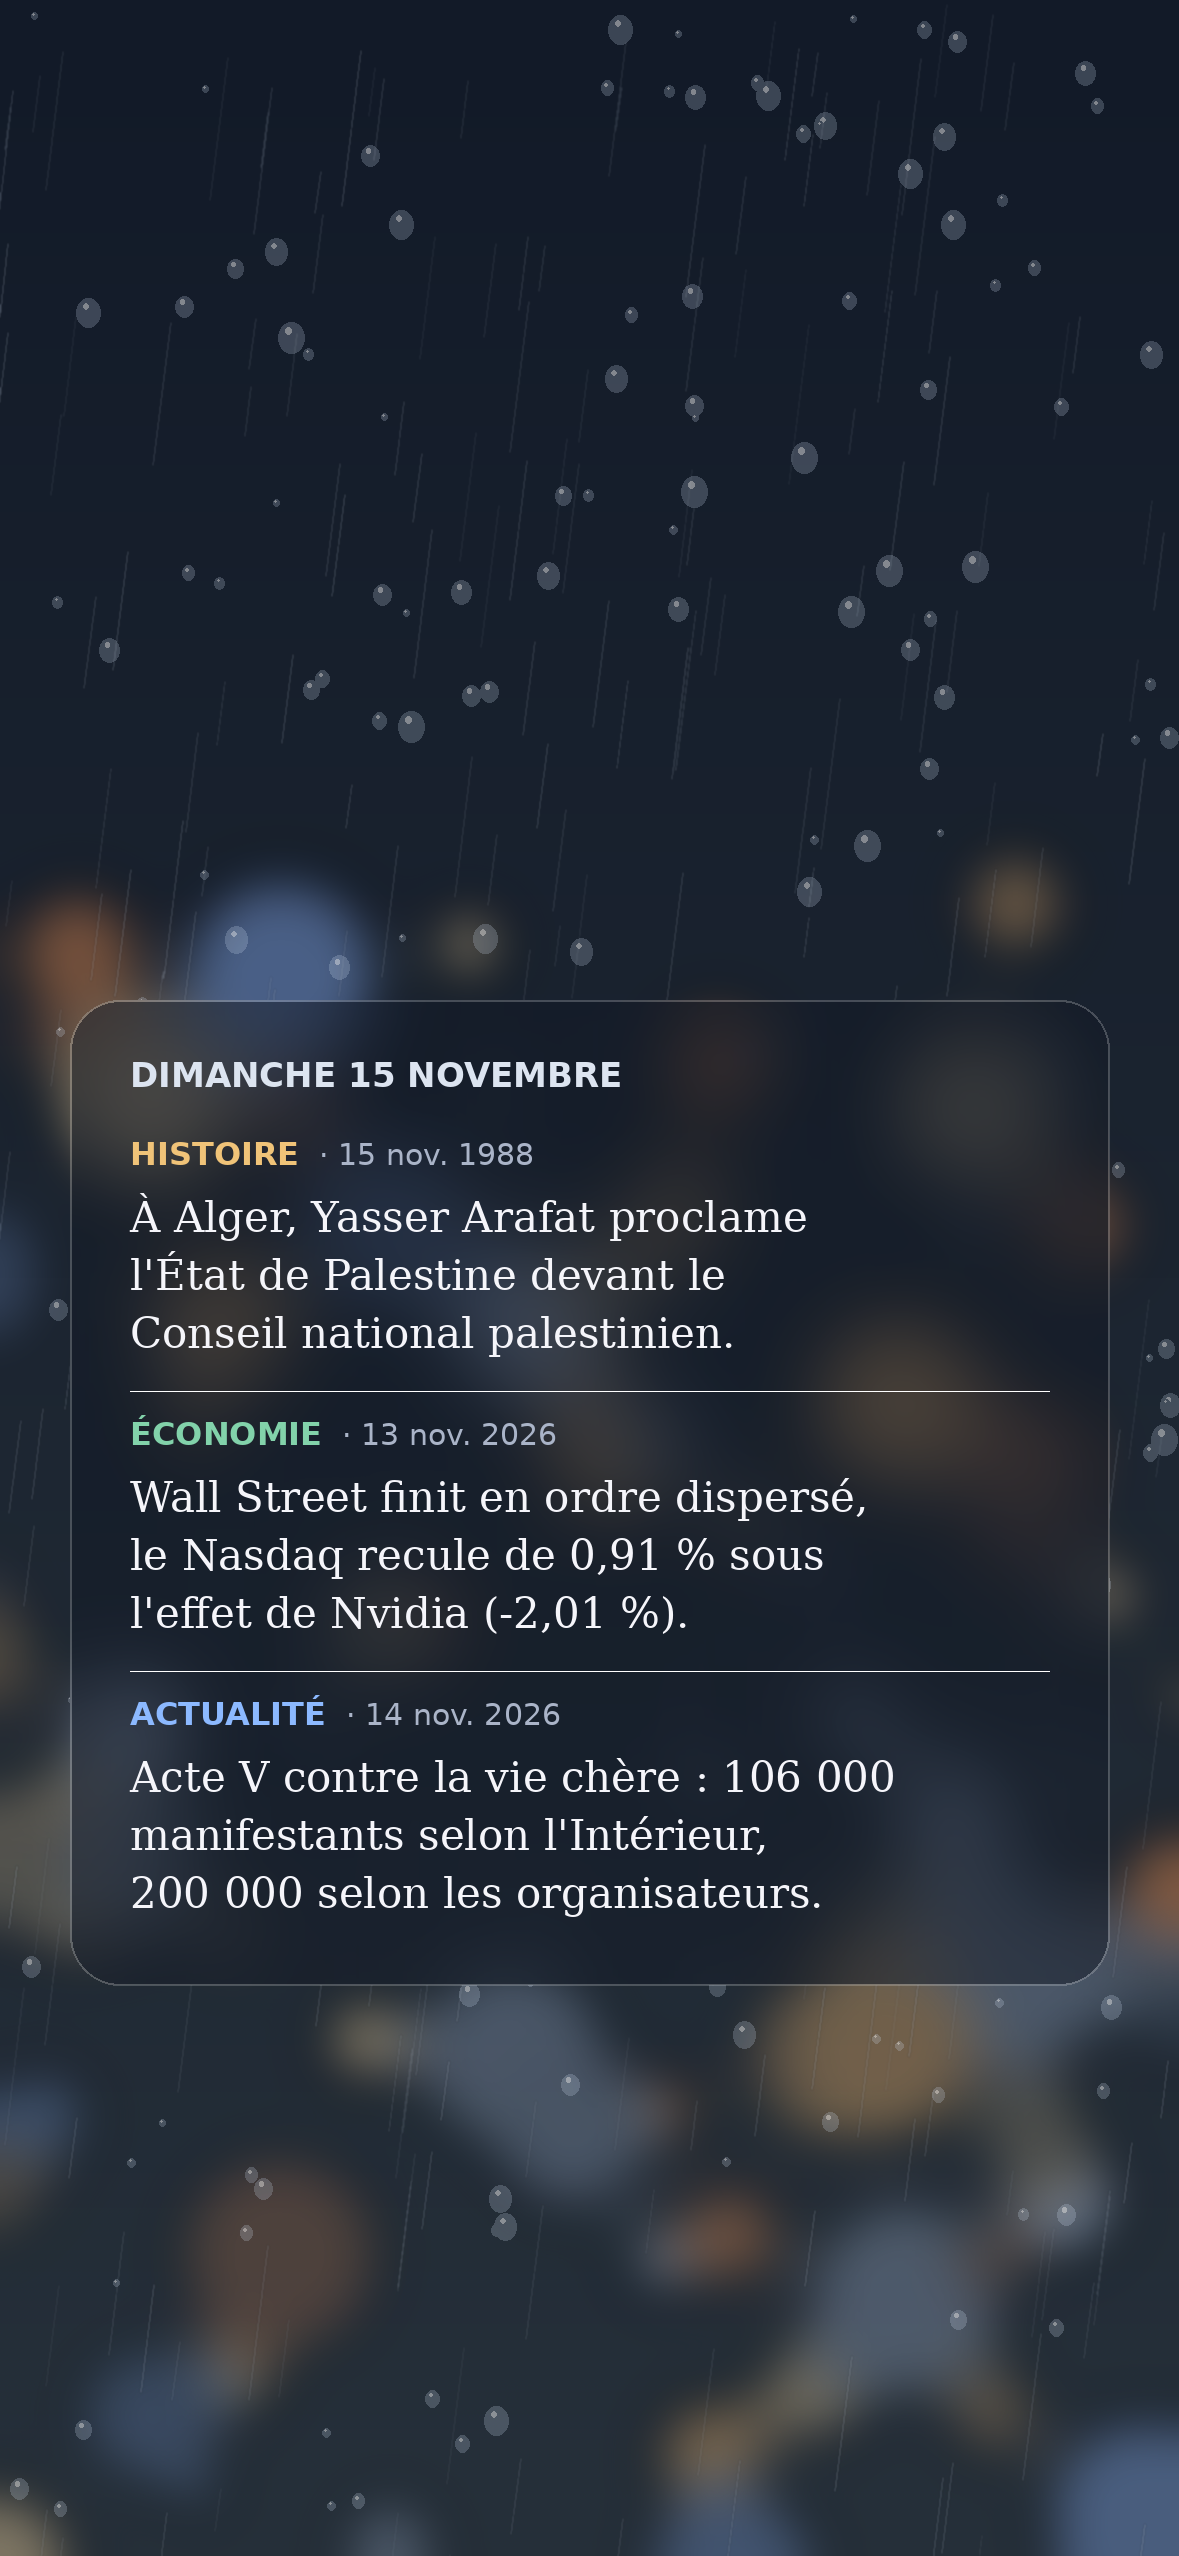 DIMANCHE 15 NOVEMBRE
HISTOIRE · 15 nov. 1988
À Alger, Yasser Arafat proclame
l'État de Palestine devant le
Conseil national palestinien.
ÉCONOMIE · 13 nov. 2026
Wall Street finit en ordre dispersé,
le Nasdaq recule de 0,91 % sous
l'effet de Nvidia (-2,01 %).
ACTUALITÉ · 14 nov. 2026
Acte V contre la vie chère : 106 000
manifestants selon l'Intérieur,
200 000 selon les organisateurs.